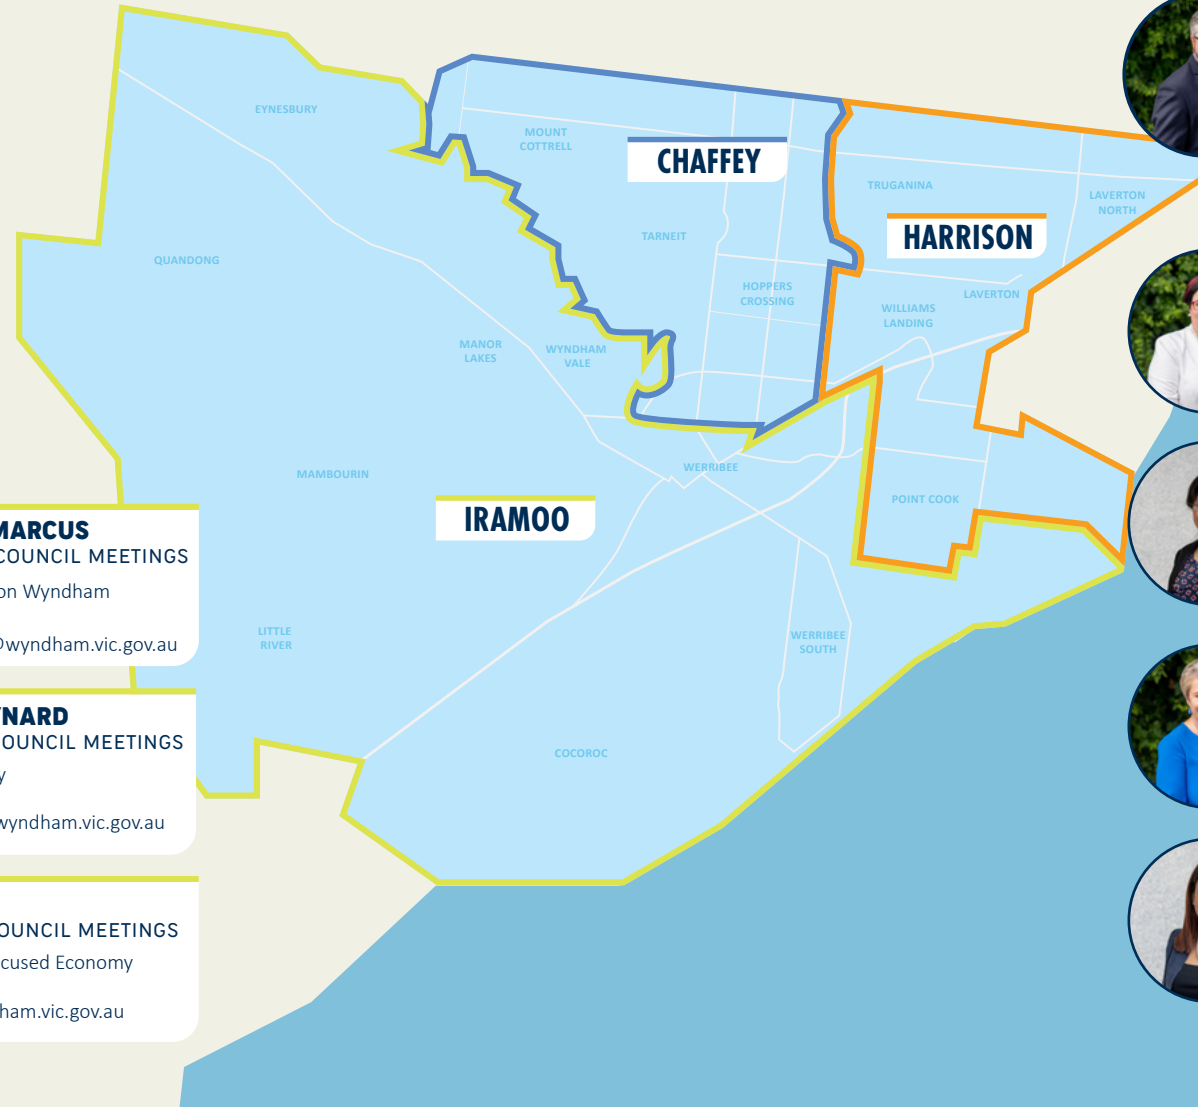 EYNESBURY
MOUNT
COTTRELL
CHAFFEY
TRUGANINA
LAVERTON
NORTH
HARRISON
TARNEIT
QUANDONG
HOPPERS
CROSSING
LAVERTON
WILLIAMS
LANDING
MANOR
LAKES
WYNDHAM
VALE
WERRIBEE
MAMBOURIN
POINT COOK
IRAMOO
LITTLE
RIVER
WERRIBEE
SOUTH
COCOROC
MARCUS
COUNCIL MEETINGS
on Wyndham
@wyndham.vic.gov.au
YNARD
COUNCIL MEETINGS
y
wyndham.vic.gov.au
OUNCIL MEETINGS
cused Economy
ham.vic.gov.au